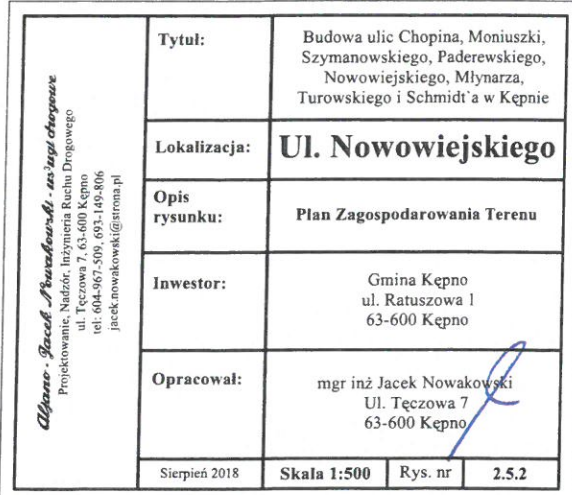 Alfano - Jacek Nowakowski - usługi drogowe
Projektowanie, Nadzór, Inżynieria Ruchu Drogowego
ul. Tęczowa 7, 63-600 Kępno
tel: 604-967-509, 693-149-806
jacek.nowakowski@strona.pl
Tytuł:
Budowa ulic Chopina, Moniuszki,
Szymanowskiego, Paderewskiego,
Nowowiejskiego, Młynarza,
Turowskiego i Schmidt`a w Kępnie
Lokalizacja:
Ul. Nowowiejskiego
Opis
rysunku:
Plan Zagospodarowania Terenu
Inwestor:
Gmina Kępno
ul. Ratuszowa 1
63-600 Kępno
Opracował:
mgr inż Jacek Nowakowski
Ul. Tęczowa 7
63-600 Kępno
Sierpień 2018
Skala 1:500
Rys. nr
2.5.2